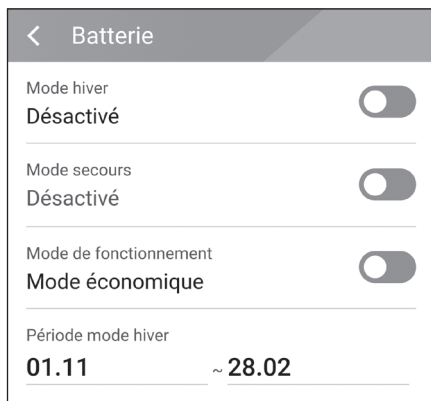 Batterie
Mode hiver
Désactivé
Mode secours
Désactivé
Mode de fonctionnement
Mode économique
Période mode hiver
01.11 ~ 28.02